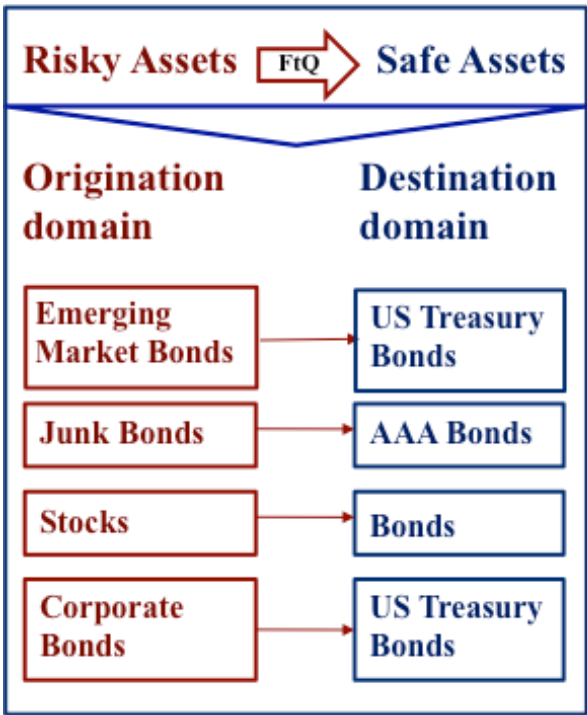 Risky Assets FtQ Safe Assets
Origination Destination
domain domain
Emerging US Treasury
Market Bonds Bonds
Junk Bonds AAA Bonds
Stocks Bonds
Corporate US Treasury
Bonds Bonds